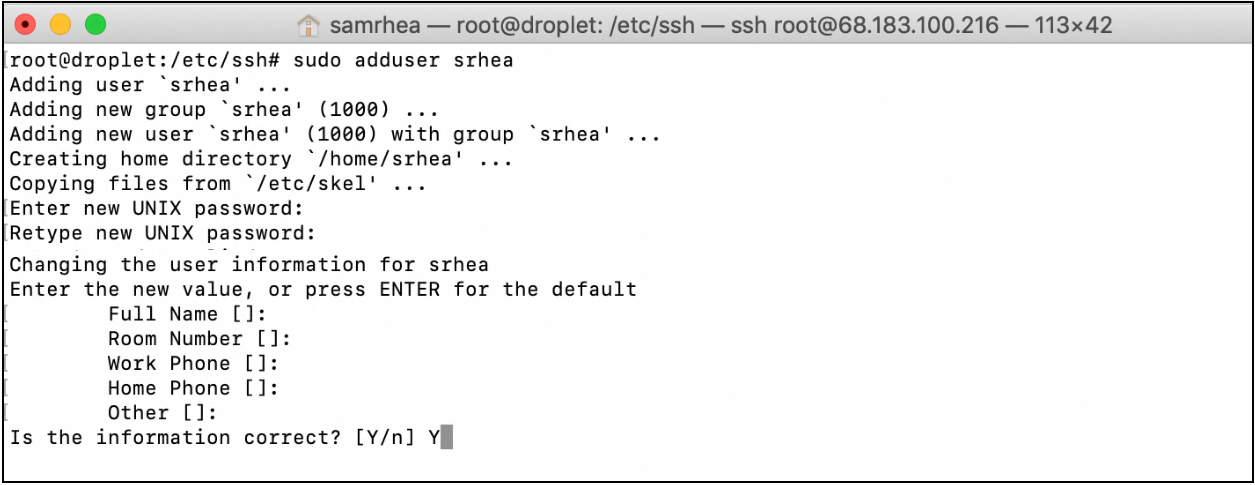 samrhea — root@droplet: /etc/ssh — ssh root@68.183.100.216 — 113×42
[root@droplet:/etc/ssh# sudo adduser srhea
Adding user `srhea' ...
Adding new group `srhea' (1000) ...
Adding new user `srhea' (1000) with group `srhea' ...
Creating home directory `/home/srhea' ...
Copying files from `/etc/skel' ...
[Enter new UNIX password:
[Retype new UNIX password:
Changing the user information for srhea
Enter the new value, or press ENTER for the default
[ Full Name []:
[ Room Number []:
[ Work Phone []:
[ Home Phone []:
[ Other []:
Is the information correct? [Y/n] Y